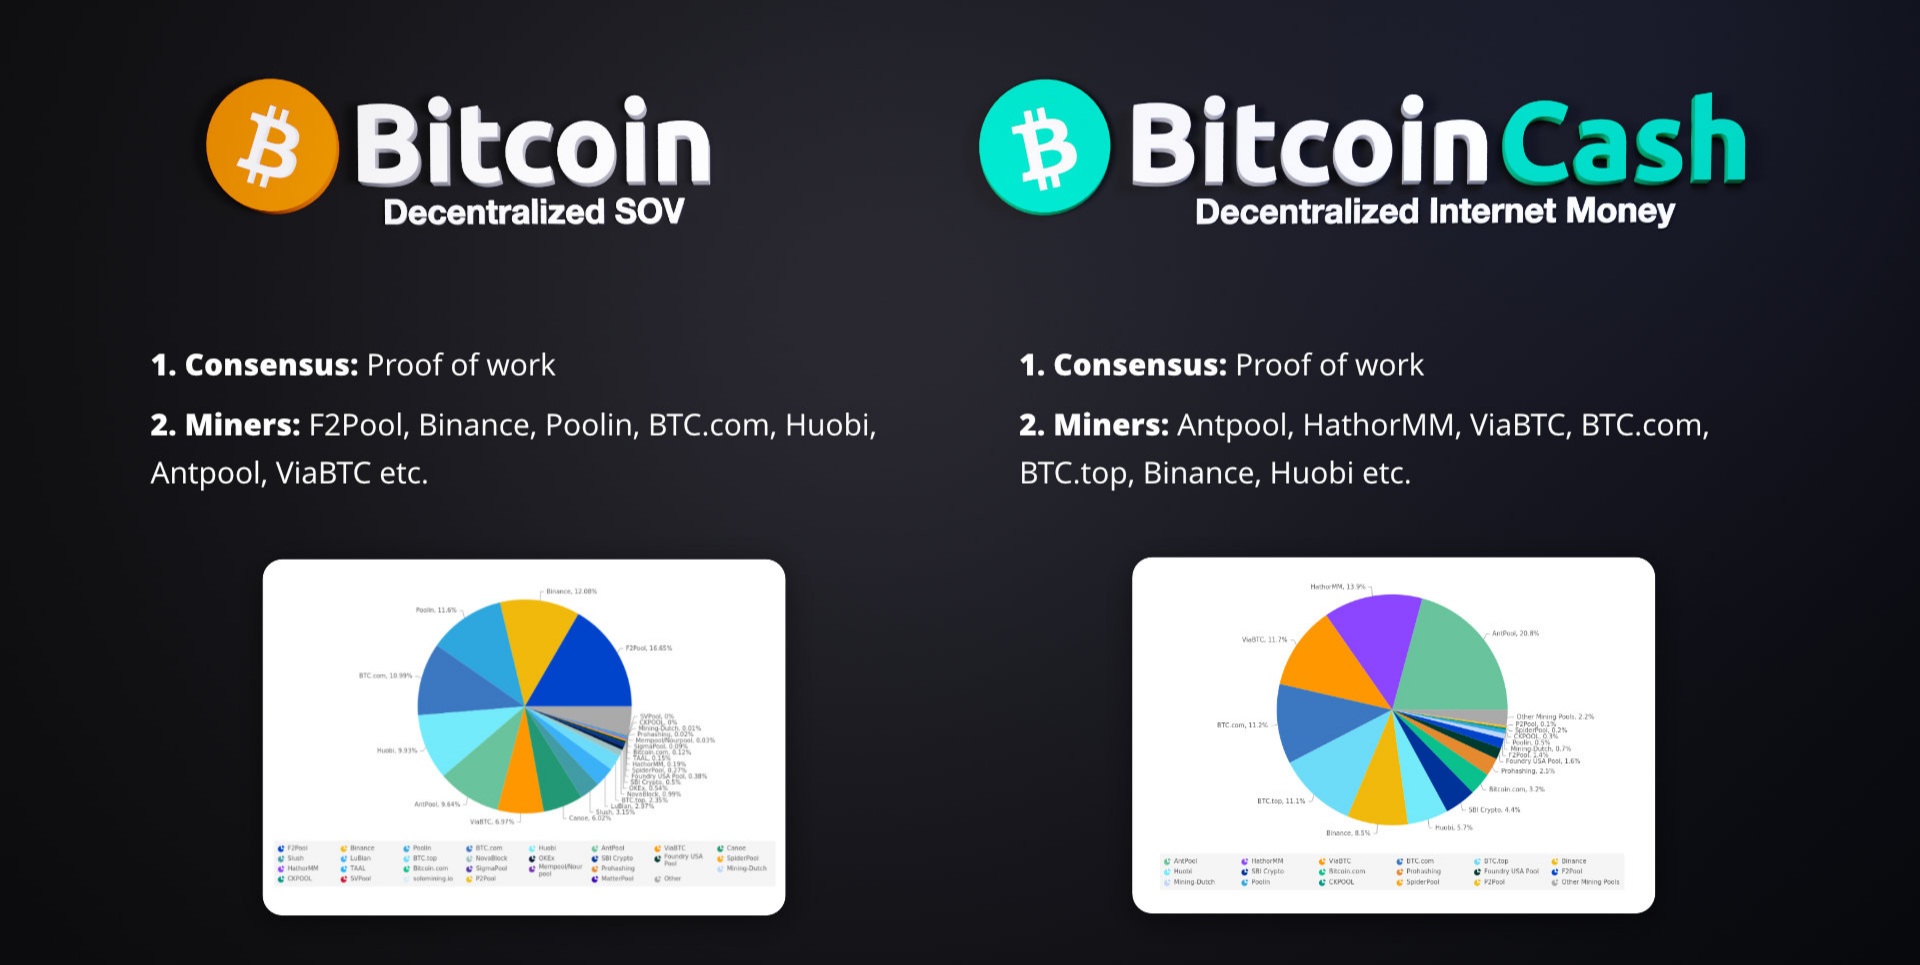 Bitcoin
Decentralized SOV
BitcoinCash
Decentralized Internet Money
1. Consensus: Proof of work
2. Miners: F2Pool, Binance, Poolin, BTC.com, Huobi,
Antpool, ViaBTC etc.
1. Consensus: Proof of work
2. Miners: Antpool, HathorMM, ViaBTC, BTC.com,
BTC.top, Binance, Huobi etc.
Binance, 12.08%
Poolin, 11.6%
F2Pool, 16.65%
BTC.com, 10.99%
Huobi, 9.93%
AntPool, 9.64%
ViaBTC, 6.97%
Canoe, 6.02%
Slush, 3.15%
LuBian, 2.97%
BTC.top, 2.35%
NovaBlock, 0.99%
OKEx, 0.54%
SBI Crypto, 0.5%
Foundry USA Pool, 0.38%
SpiderPool, 0.27%
HathorMM, 0.19%
TAAL, 0.15%
Bitcoin.com, 0.12%
SigmaPool, 0.09%
Mempool/Nourpool, 0.03%
Prohashing, 0.02%
Mining-Dutch, 0.01%
CKPOOL, 0%
SVPool, 0%
F2Pool Binance Poolin BTC.com Huobi AntPool ViaBTC Canoe
Slush LuBian BTC.top NovaBlock OKEx SBI Crypto Foundry USA Pool SpiderPool
HathorMM TAAL Bitcoin.com SigmaPool Mempool/Nour pool Prohashing Mining-Dutch
CKPOOL SVPool solomining.io P2Pool MatterPool Other
HathorMM, 13.9%
AntPool, 20.8%
ViaBTC, 11.7%
BTC.com, 11.2%
BTC.top, 11.1%
Binance, 8.5%
Huobi, 5.7%
SBI Crypto, 4.4%
Bitcoin.com, 3.2%
Prohashing, 2.5%
Foundry USA Pool, 1.6%
F2Pool, 1.4%
Mining-Dutch, 0.7%
Poolin, 0.5%
CKPOOL, 0.3%
SpiderPool, 0.2%
P2Pool, 0.1%
Other Mining Pools, 2.2%
AntPool HathorMM ViaBTC BTC.com BTC.top Binance
Huobi SBI Crypto Bitcoin.com Prohashing Foundry USA Pool F2Pool
Mining-Dutch Poolin CKPOOL SpiderPool P2Pool Other Mining Pools